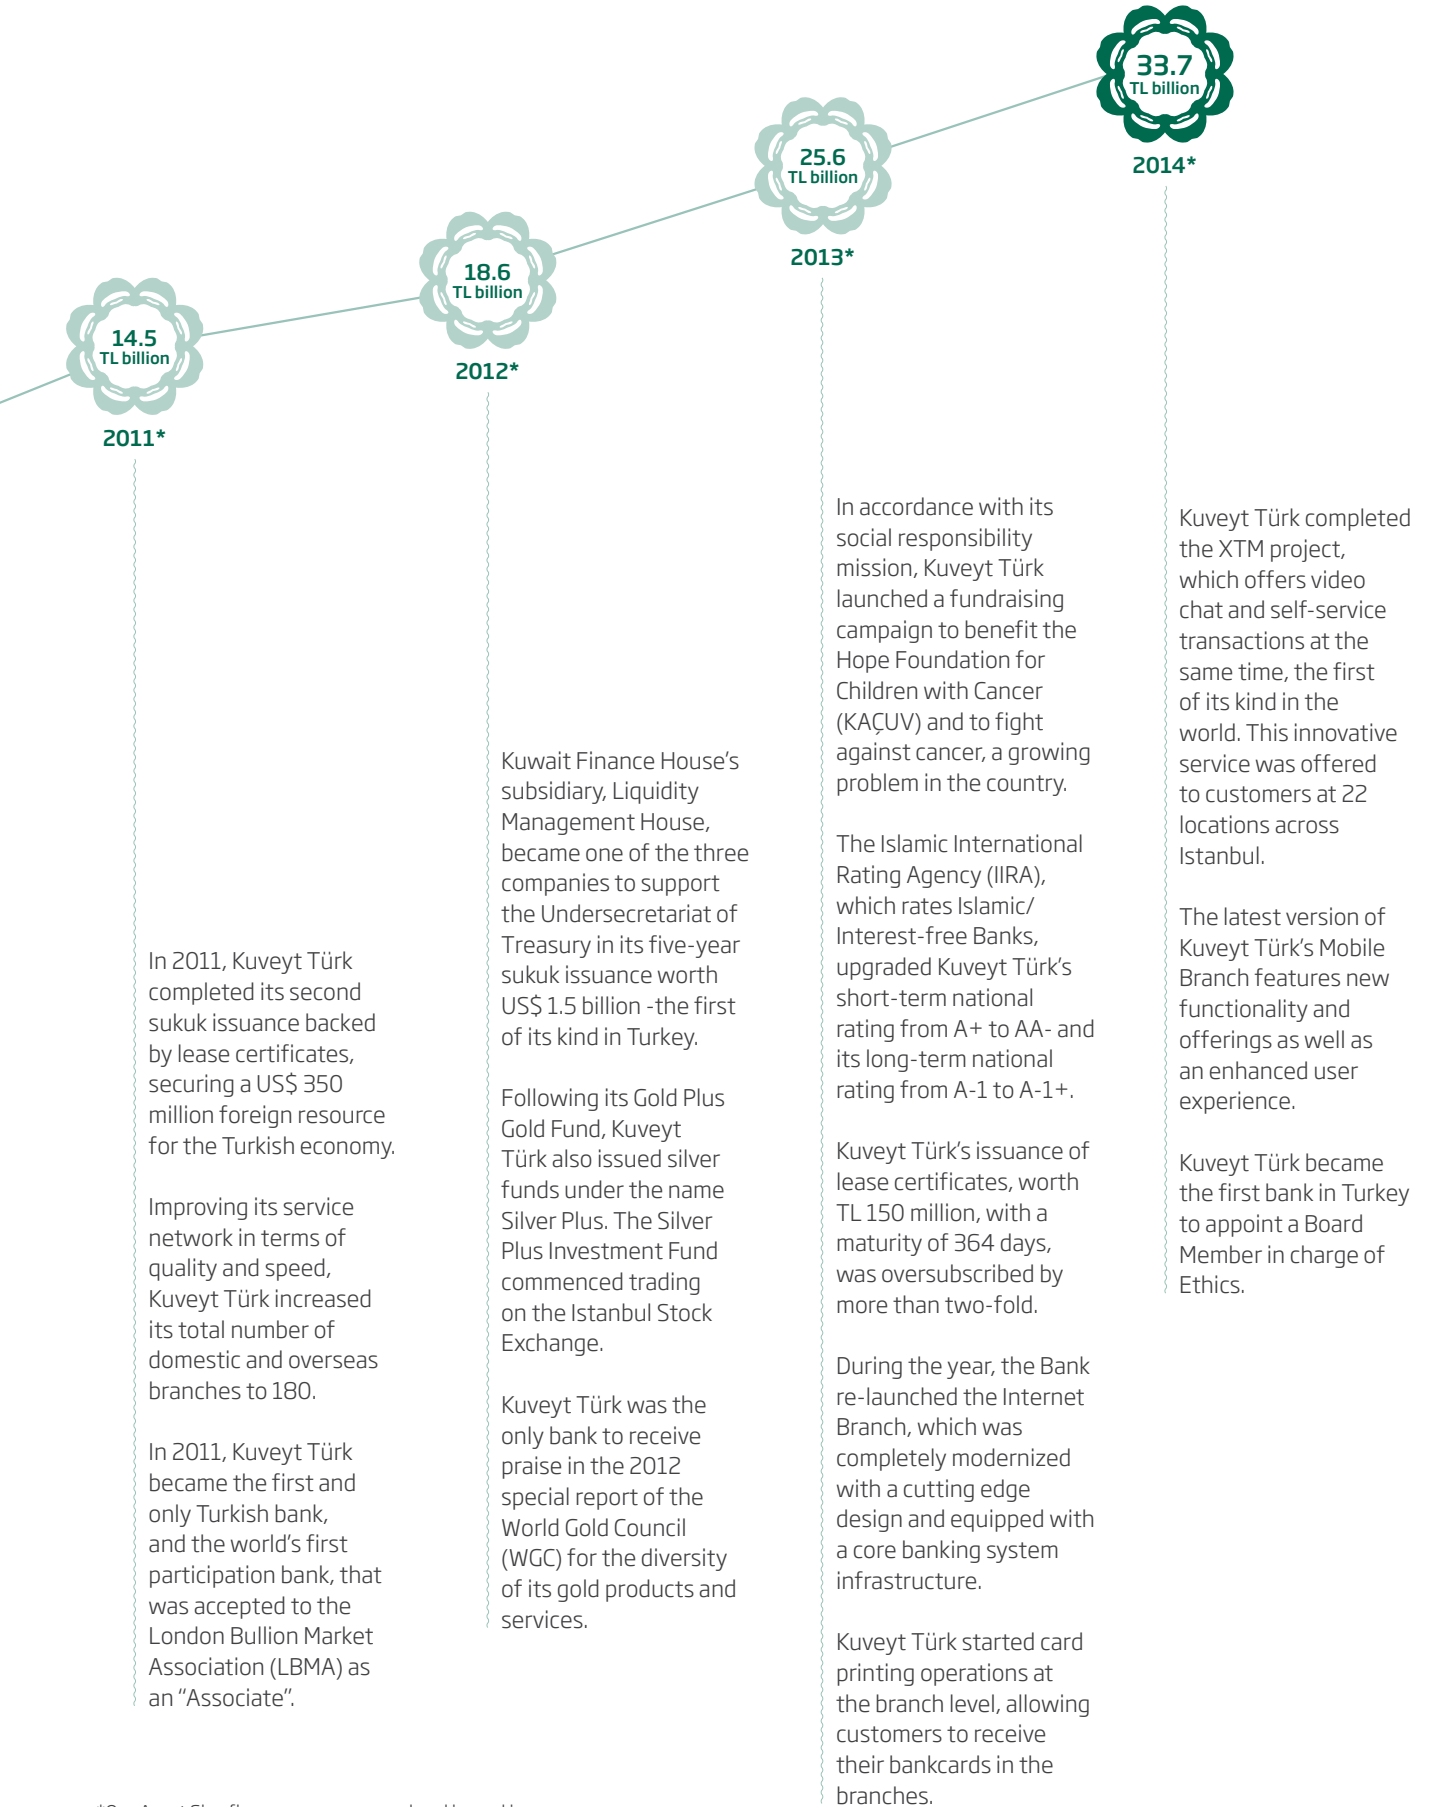 33.7
TL billion
2014*
25.6
TL billion
2013*
18.6
TL billion
2012*
14.5
TL billion
2011*
In 2011, Kuveyt Türk
completed its second
sukuk issuance backed
by lease certificates,
securing a US$ 350
million foreign resource
for the Turkish economy.
Improving its service
network in terms of
quality and speed,
Kuveyt Türk increased
its total number of
domestic and overseas
branches to 180.
In 2011, Kuveyt Türk
became the first and
only Turkish bank,
and the world's first
participation bank, that
was accepted to the
London Bullion Market
Association (LBMA) as
an “Associate”.
Kuwait Finance House's
subsidiary, Liquidity
Management House,
became one of the three
companies to support
the Undersecretariat of
Treasury in its five-year
sukuk issuance worth
US$ 1.5 billion -the first
of its kind in Turkey.
Following its Gold Plus
Gold Fund, Kuveyt
Türk also issued silver
funds under the name
Silver Plus. The Silver
Plus Investment Fund
commenced trading
on the Istanbul Stock
Exchange.
Kuveyt Türk was the
only bank to receive
praise in the 2012
special report of the
World Gold Council
(WGC) for the diversity
of its gold products and
services.
In accordance with its
social responsibility
mission, Kuveyt Türk
launched a fundraising
campaign to benefit the
Hope Foundation for
Children with Cancer
(KAÇUV) and to fight
against cancer, a growing
problem in the country.
The Islamic International
Rating Agency (IIRA),
which rates Islamic/
Interest-free Banks,
upgraded Kuveyt Türk's
short-term national
rating from A+ to AA- and
its long-term national
rating from A-1 to A-1+.
Kuveyt Türk's issuance of
lease certificates, worth
TL 150 million, with a
maturity of 364 days,
was oversubscribed by
more than two-fold.
During the year, the Bank
re-launched the Internet
Branch, which was
completely modernized
with a cutting edge
design and equipped with
a core banking system
infrastructure.
Kuveyt Türk started card
printing operations at
the branch level, allowing
customers to receive
their bankcards in the
branches.
Kuveyt Türk completed
the XTM project,
which offers video
chat and self-service
transactions at the
same time, the first
of its kind in the
world. This innovative
service was offered
to customers at 22
locations across
Istanbul.
The latest version of
Kuveyt Türk's Mobile
Branch features new
functionality and
offerings as well as
an enhanced user
experience.
Kuveyt Türk became
the first bank in Turkey
to appoint a Board
Member in charge of
Ethics.